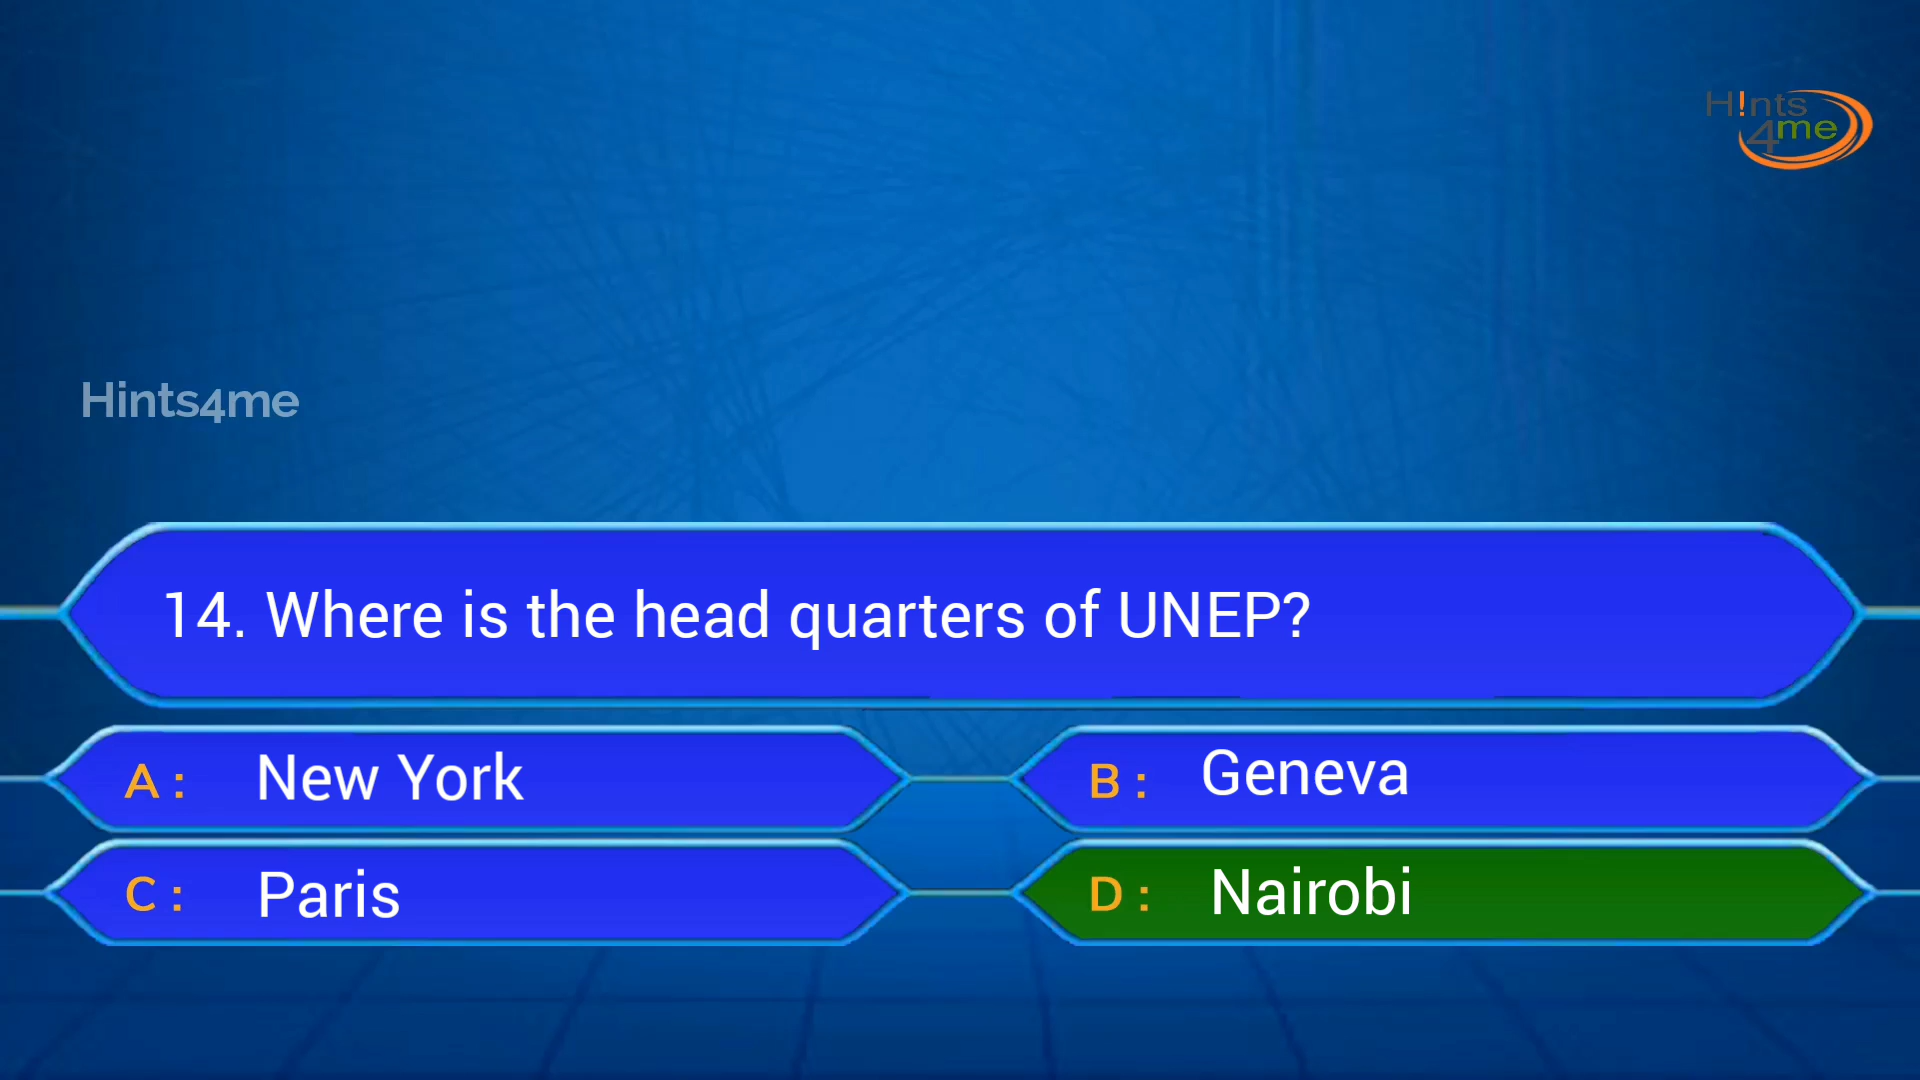 H!nts
4me
Hints4me
14. Where is the head quarters of UNEP?
A : New York
B : Geneva
C : Paris
D : Nairobi